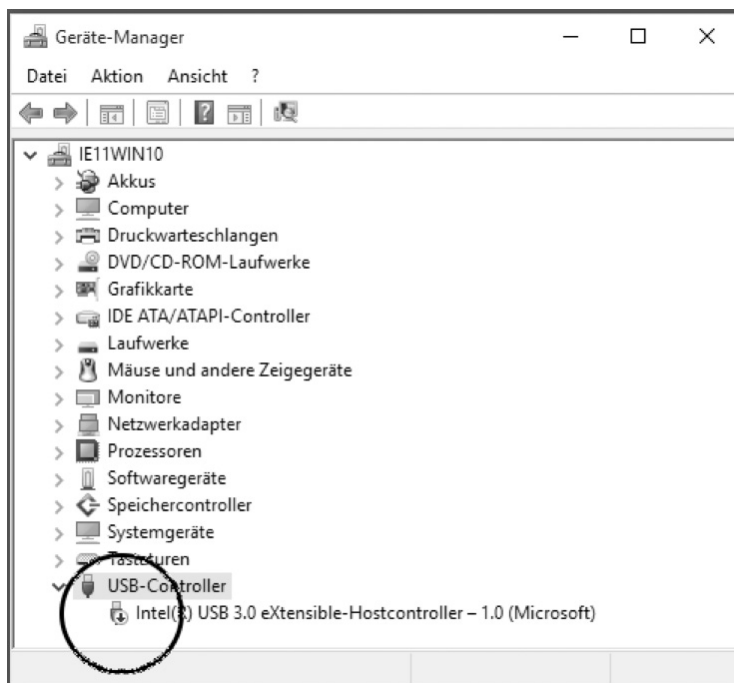 Geräte-Manager
Datei Aktion Ansicht ?
IE11WIN10
Akkus
Computer
Druckwarteschlangen
DVD/CD-ROM-Laufwerke
Grafikkarte
IDE ATA/ATAPI-Controller
Laufwerke
Mäuse und andere Zeigegeräte
Monitore
Netzwerkadapter
Prozessoren
Softwaregeräte
Speichercontroller
Systemgeräte
Tastaturen
USB-Controller
Intel(R) USB 3.0 eXtensible-Hostcontroller – 1.0 (Microsoft)